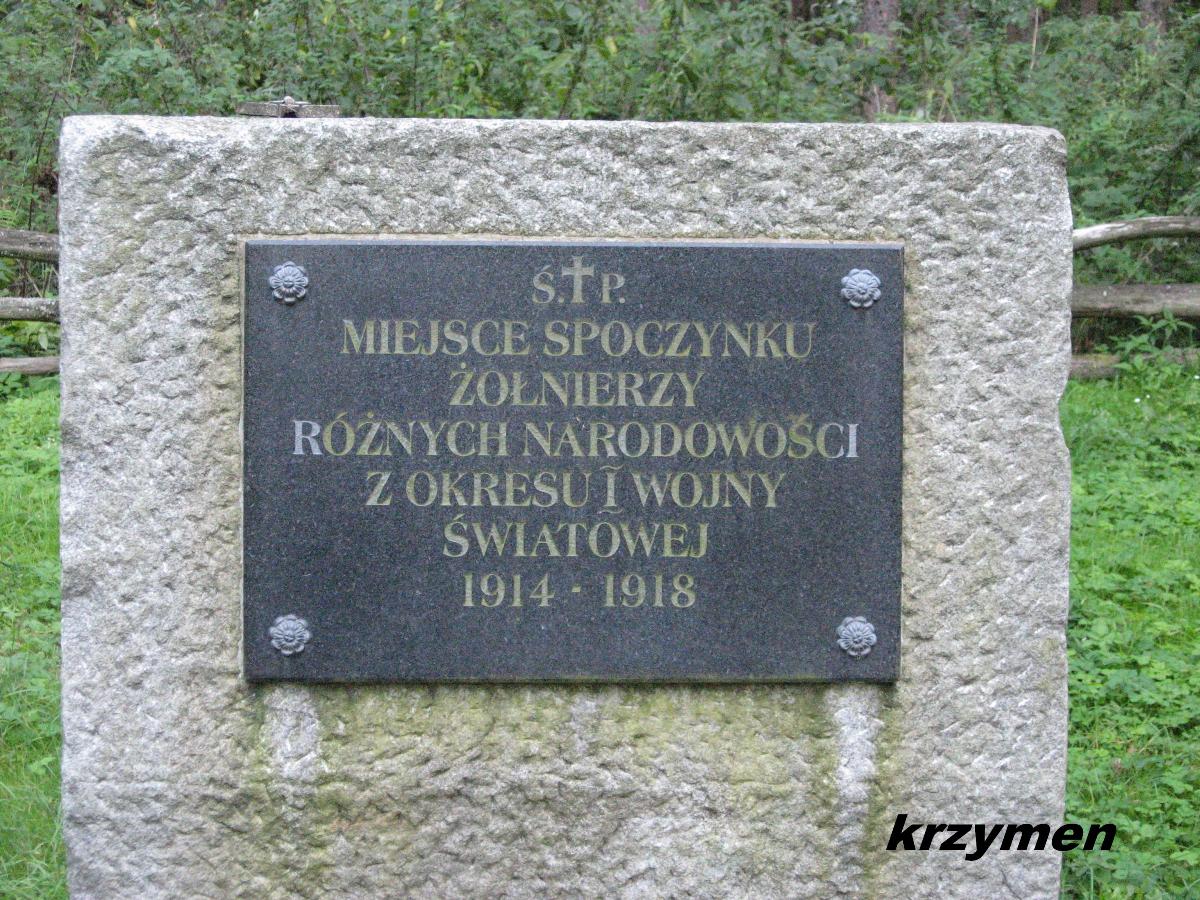 Ś.✝P.
MIEJSCE SPOCZYNKU
ŻOŁNIERZY
RÓŻNYCH NARODOWOŚCI
Z OKRESU I WOJNY
ŚWIATOWEJ
1914 - 1918
krzymen